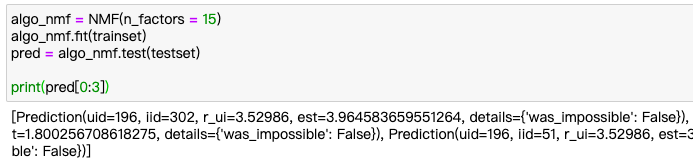 algo_nmf = NMF(n_factors = 15)
algo_nmf.fit(trainset)
pred = algo_nmf.test(testset)
print(pred[0:3])
[Prediction(uid=196, iid=302, r_ui=3.52986, est=3.964583659551264, details={'was_impossible': False}),
t=1.800256708618275, details={'was_impossible': False}), Prediction(uid=196, iid=51, r_ui=3.52986, est=3
ble': False})]